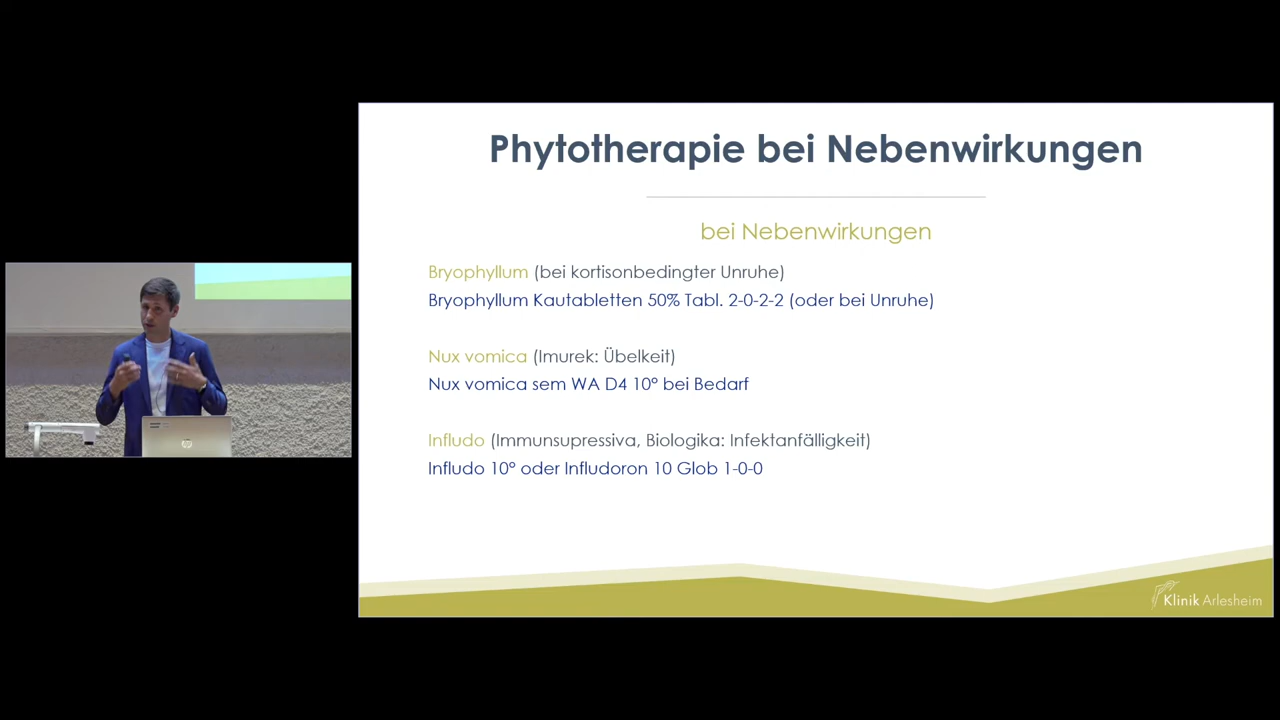 Phytotherapie bei Nebenwirkungen
bei Nebenwirkungen
Bryophyllum (bei kortisonbedingter Unruhe)
Bryophyllum Kautabletten 50% Tabl. 2-0-2-2 (oder bei Unruhe)
Nux vomica (Imurek: Übelkeit)
Nux vomica sem WA D4 10° bei Bedarf
Infludo (Immunsupressiva, Biologika: Infektanfälligkeit)
Infludo 10° oder Infludoron 10 Glob 1-0-0
Klinik Arlesheim